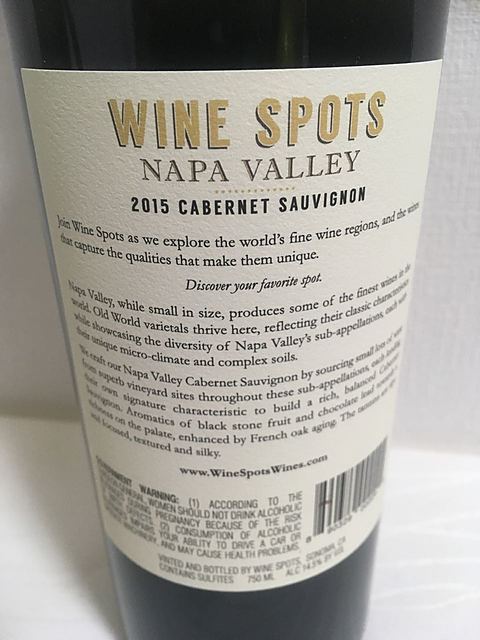 WINE SPOTS
NAPA VALLEY
2015 CABERNET SAUVIGNON
Join Wine Spots as we explore the world's fine wine regions, and the wines
that capture the qualities that make them unique.
Discover your favorite spot.
Napa Valley, while small in size, produces some of the finest wines in the
world. Old World varietals thrive here, reflecting their classic characteristics
while showcasing the diversity of Napa Valley's sub-appellations, each with
their unique micro-climate and complex soils.
We craft our Napa Valley Cabernet Sauvignon by sourcing small lots of
from superb vineyard sites throughout these sub-appellations, each lending
their own signature characteristic to build a rich, balanced Cabernet
Sauvignon. Aromatics of black stone fruit and chocolate lead
richness on the palate, enhanced by French oak aging. The tannins are
focused, textured and silky.
www.WineSpotsWines.com
GOVERNMENT WARNING: (1) ACCORDING TO THE
GENERAL, WOMEN SHOULD NOT DRINK ALCOHOLIC
DURING PREGNANCY BECAUSE OF THE RISK
DEFECTS. (2) CONSUMPTION OF ALCOHOLIC
IMPAIRS YOUR ABILITY TO DRIVE A CAR OR
MACHINERY, AND MAY CAUSE HEALTH PROBLEMS.
VINTED AND BOTTLED BY WINE SPOTS, SONOMA, CA
CONTAINS SULFITES 750 ML ALC 14.5% BY VOL